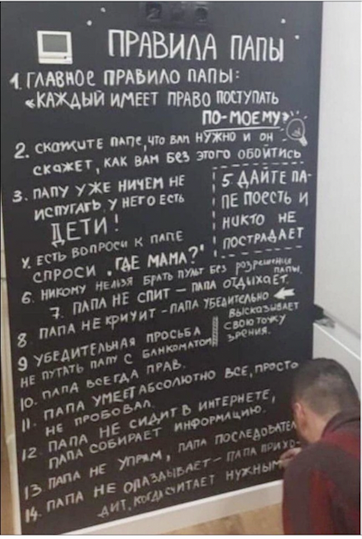 ПРАВИЛА ПАПЫ
1. ГЛАВНОЕ ПРАВИЛО ПАПЫ:
"КАЖДЫЙ ИМЕЕТ ПРАВО ПОСТУПАТЬ
ПО-МОЕМУ"
2. СКАЖИТЕ ПАПЕ, ЧТО ВАМ НУЖНО И ОН
СКАЖЕТ, КАК ВАМ БЕЗ ЭТОГО ОБОЙТИСЬ
3. ПАПУ УЖЕ НИЧЕМ НЕ
ИСПУГАТЬ, У НЕГО ЕСТЬ
ДЕТИ!
4. ЕСТЬ ВОПРОСЫ К ПАПЕ
СПРОСИ "ГДЕ МАМА?"
5. ДАЙТЕ ПА-
ПЕ ПОЕСТЬ И
НИКТО НЕ
ПОСТРАДАЕТ
6. НИКОМУ НЕЛЬЗЯ БРАТЬ ПУЛЬТ БЕЗ РАЗРЕШЕНИЯ
ПАПЫ.
7. ПАПА НЕ СПИТ - ПАПА ОТДЫХАЕТ.
8. ПАПА НЕ КРИЧИТ - ПАПА УБЕДИТЕЛЬНО
ВЫСКАЗЫВАЕТ
СВОЮ ТОЧКУ
ЗРЕНИЯ.
9 УБЕДИТЕЛЬНАЯ ПРОСЬБА
НЕ ПУТАТЬ ПАПУ С БАНКОМАТОМ
10. ПАПА ВСЕГДА ПРАВ.
11. ПАПА УМЕЕТ АБСОЛЮТНО ВСЕ, ПРОСТО
НЕ ПРОБОВАЛ.
12. ПАПА НЕ СИДИТ В ИНТЕРНЕТЕ,
ПАПА СОБИРАЕТ ИНФОРМАЦИЮ.
13. ПАПА НЕ УПРЯМ, ПАПА ПОСЛЕДОВАТЕЛ
14. ПАПА НЕ ОПАЗДЫВАЕТ - ПАПА ПРИХО-
ДИТ, КОГДА СЧИТАЕТ НУЖНЫМ